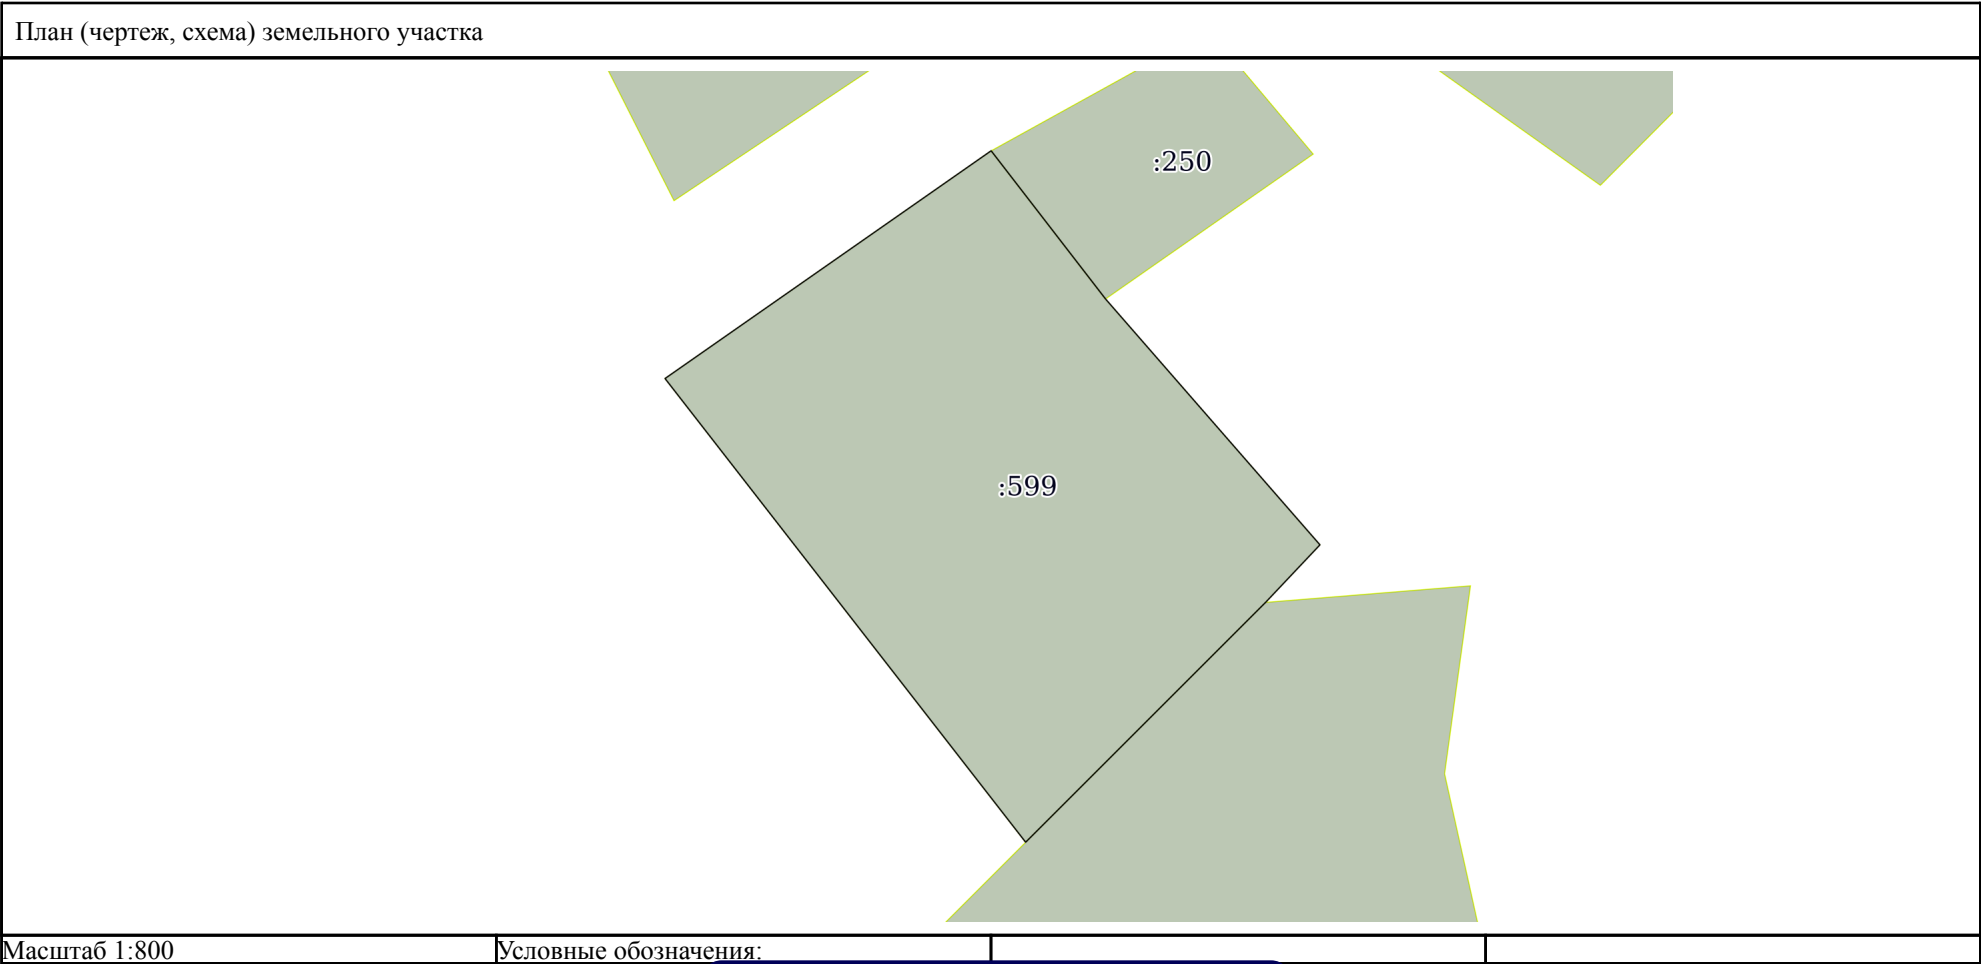 План (чертеж, схема) земельного участка
:250
:599
Масштаб 1:800
Условные обозначения: